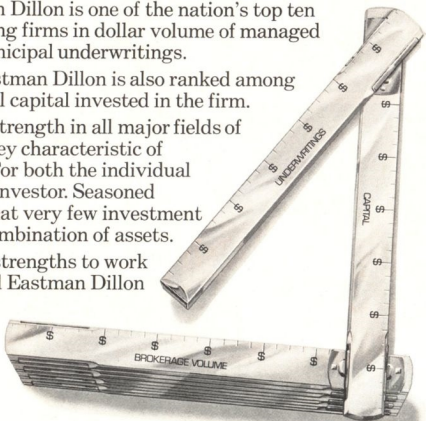 n Dillon is one of the nation's top ten
ng firms in dollar volume of managed
nicipal underwritings.
stman Dillon is also ranked among
l capital invested in the firm.
trength in all major fields of
ey characteristic of
or both the individual
nvestor. Seasoned
at very few investment
mbination of assets.
strengths to work
l Eastman Dillon
$ $ $ $ $
UNDERWRITINGS
$ $ $ $ $ $
CAPITAL
$ $ $ $ $
BROKERAGE VOLUME